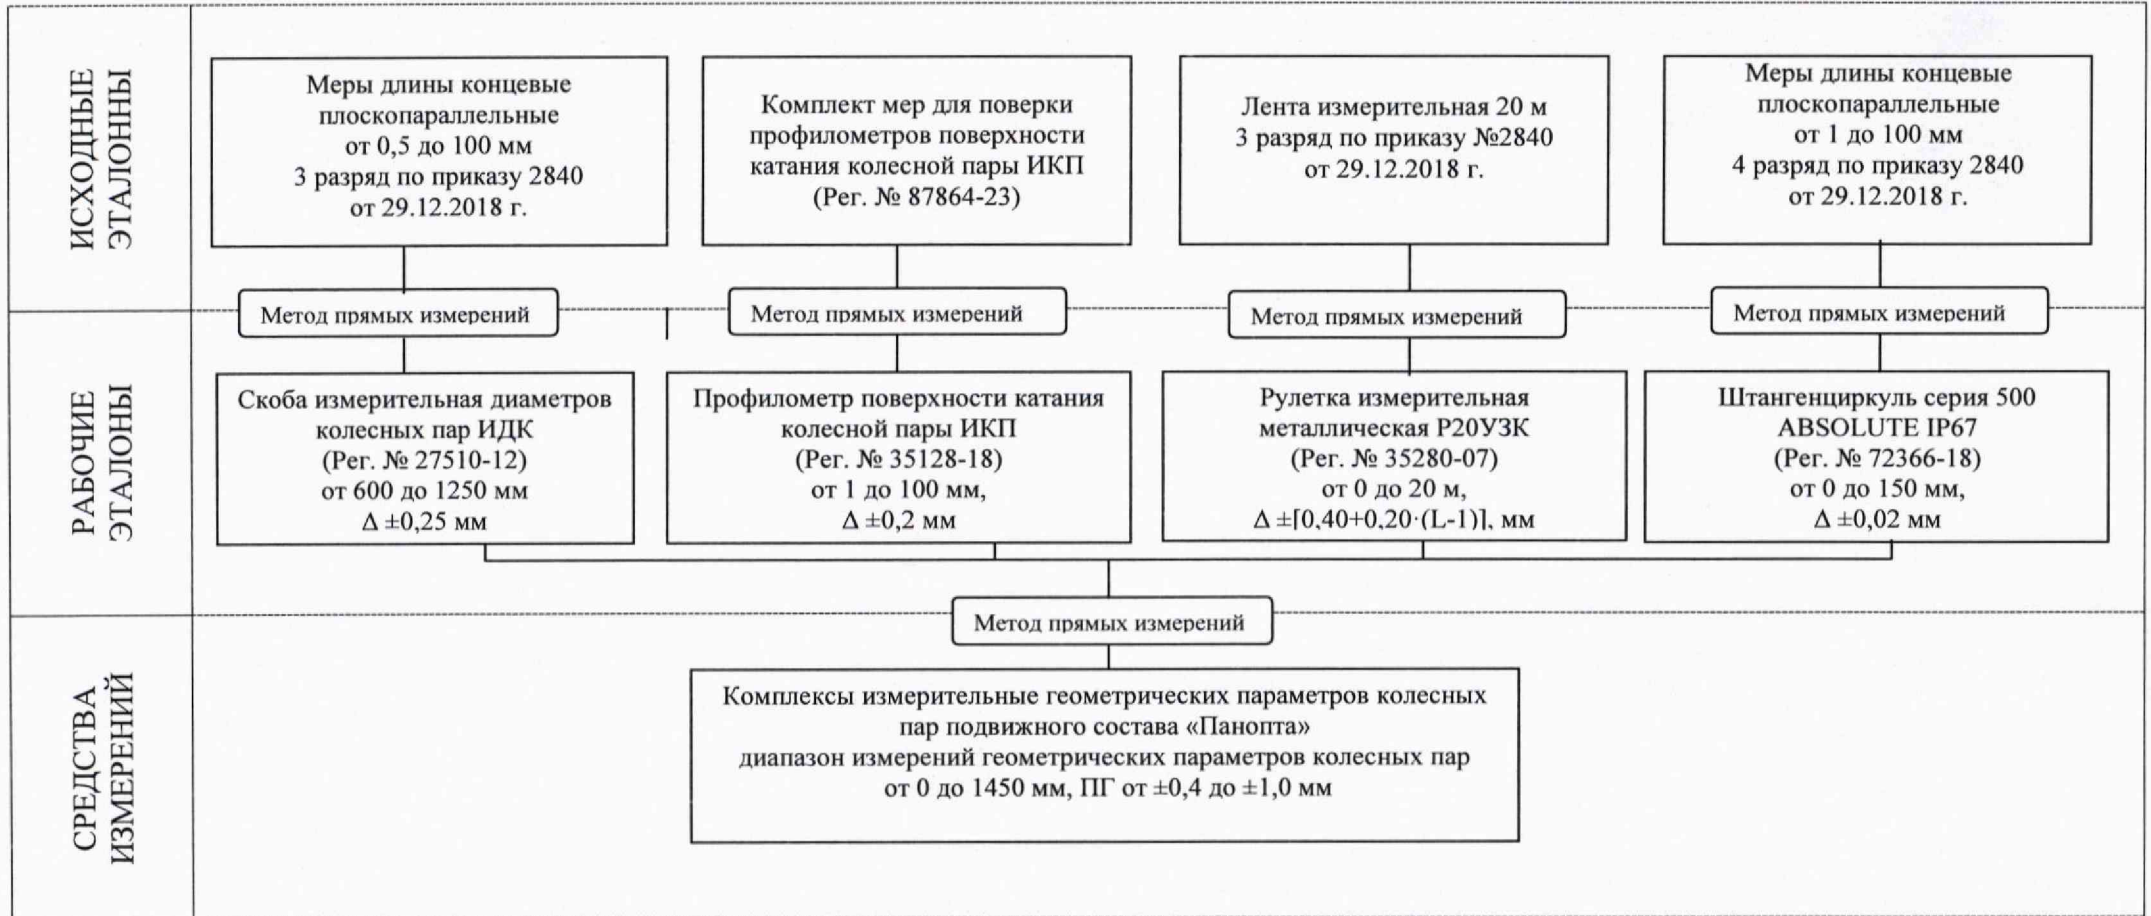 ИСХОДНЫЕ
ЭТАЛОННЫ
Меры длины концевые
плоскопараллельные
от 0,5 до 100 мм
3 разряд по приказу 2840
от 29.12.2018 г.
Комплект мер для поверки
профилометров поверхности
катания колесной пары ИКП
(Рег. № 87864-23)
Лента измерительная 20 м
3 разряд по приказу №2840
от 29.12.2018 г.
Меры длины концевые
плоскопараллельные
от 1 до 100 мм
4 разряд по приказу 2840
от 29.12.2018 г.
Метод прямых измерений
Метод прямых измерений
Метод прямых измерений
Метод прямых измерений
РАБОЧИЕ
ЭТАЛОНЫ
Скоба измерительная диаметров
колесных пар ИДК
(Рег. № 27510-12)
от 600 до 1250 мм
Δ ±0,25 мм
Профилометр поверхности катания
колесной пары ИКП
(Рег. № 35128-18)
от 1 до 100 мм,
Δ ±0,2 мм
Рулетка измерительная
металлическая Р20УЗК
(Рег. № 35280-07)
от 0 до 20 м,
Δ ±[0,40+0,20·(L-1)], мм
Штангенциркуль серия 500
ABSOLUTE IP67
(Рег. № 72366-18)
от 0 до 150 мм,
Δ ±0,02 мм
Метод прямых измерений
СРЕДСТВА
ИЗМЕРЕНИЙ
Комплексы измерительные геометрических параметров колесных
пар подвижного состава «Панопта»
диапазон измерений геометрических параметров колесных пар
от 0 до 1450 мм, ПГ от ±0,4 до ±1,0 мм